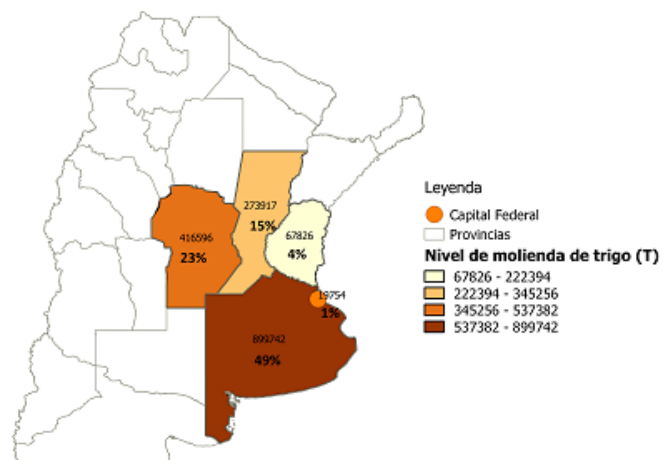 273917
15%
416596
23%
67826
4%
19754
1%
899742
49%
Leyenda
Capital Federal
Provincias
Nivel de molienda de trigo (T)
67826 - 222394
222394 - 345256
345256 - 537382
537382 - 899742